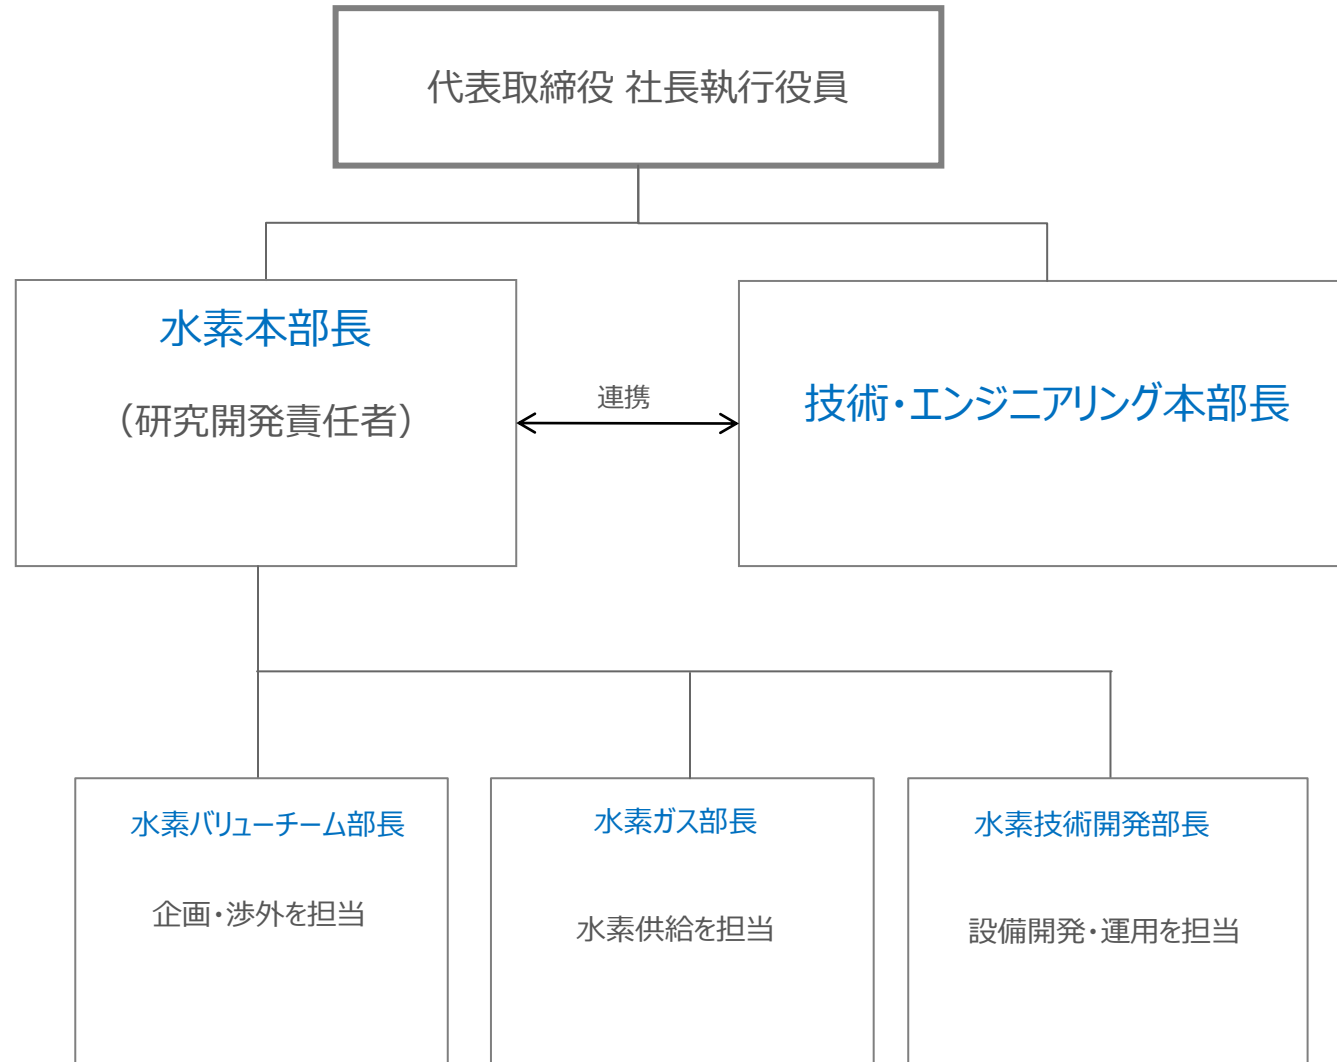 代表取締役 社長執行役員
水素本部長
（研究開発責任者）
連携
技術・エンジニアリング本部長
水素バリューチーム部長
企画・渉外を担当
水素ガス部長
水素供給を担当
水素技術開発部長
設備開発・運用を担当